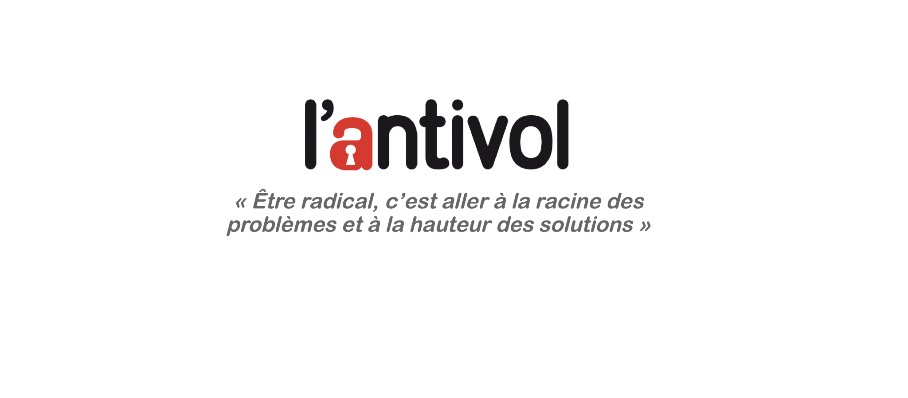 l’antivol
« Être radical, c’est aller à la racine des
problèmes et à la hauteur des solutions »